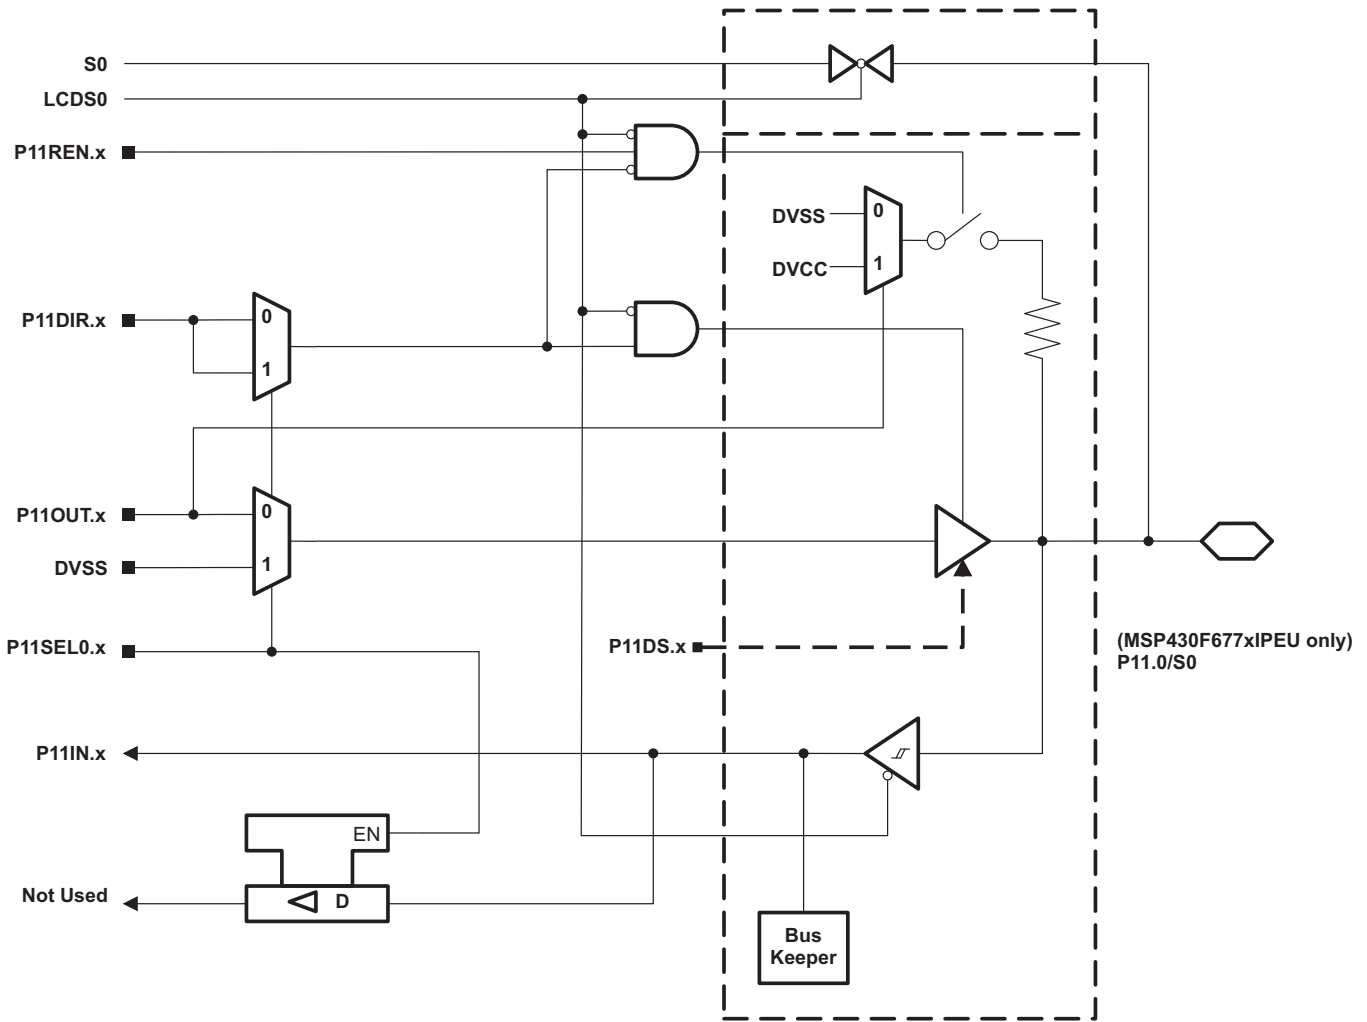 S0
LCDS0
P11REN.x
DVSS
0
DVCC
1
P11DIR.x
0
1
P11OUT.x
0
DVSS
1
P11SEL0.x
P11DS.x
(MSP430F677xIPEU only)
P11.0/S0
P11IN.x
EN
Not Used
D
Bus
Keeper